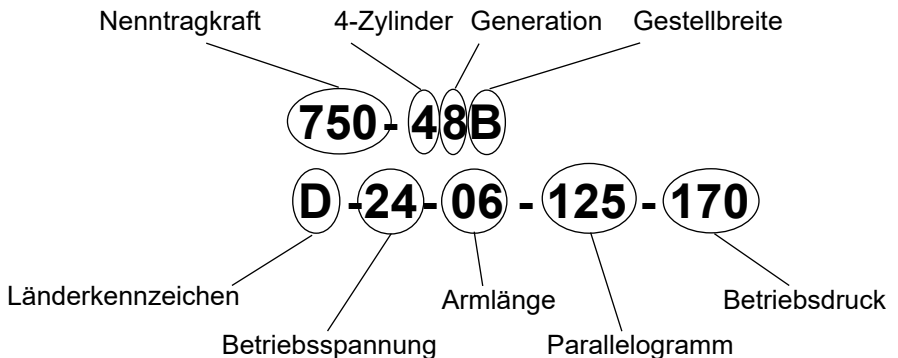 Nenntragkraft 4-Zylinder Generation Gestellbreite
750- 48B
D -24- 06 - 125 - 170
Länderkennzeichen Armlänge Betriebsdruck
Betriebsspannung Parallelogramm